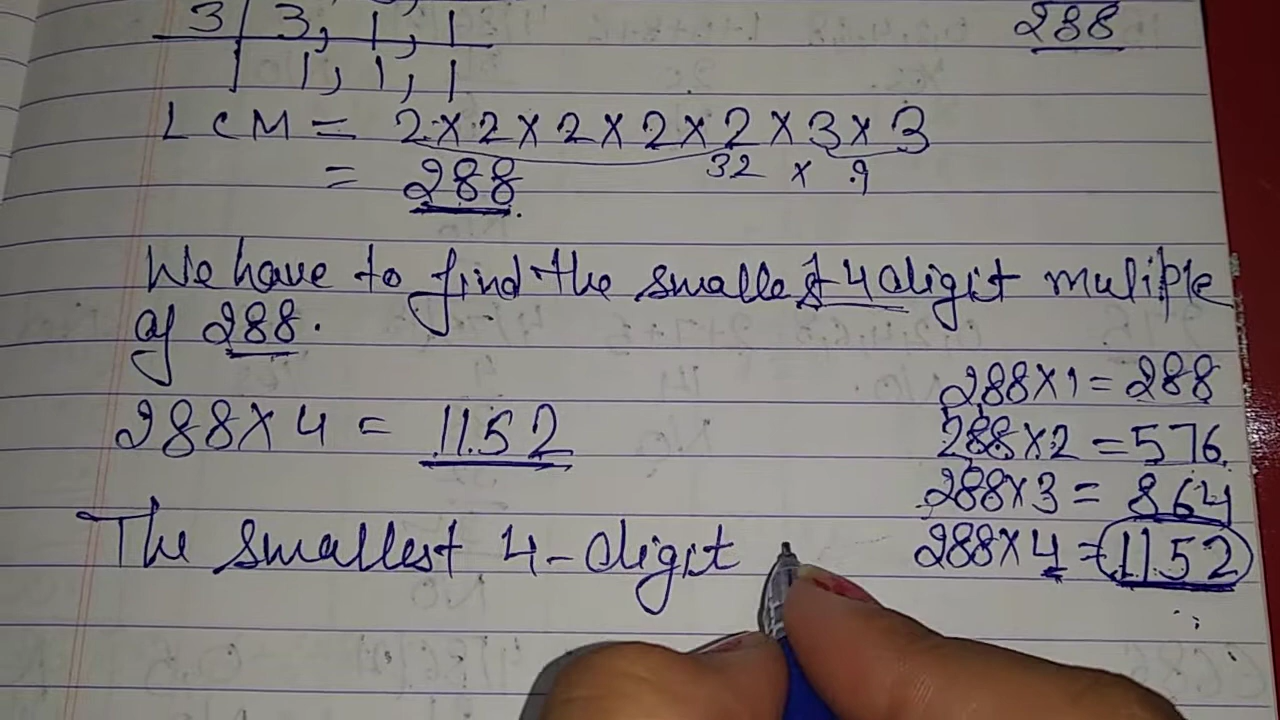 3 | 3, 1, 1
| 1, 1, 1
288
LCM = 2×2×2×2×2×3×3
32 × 9
= 288.
We have to find the smallest 4 digit muliple
of 288.
288×4 = 1152
288×1 = 288
288×2 = 576
288×3 = 864
288×4 = 1152
The smallest 4-digit